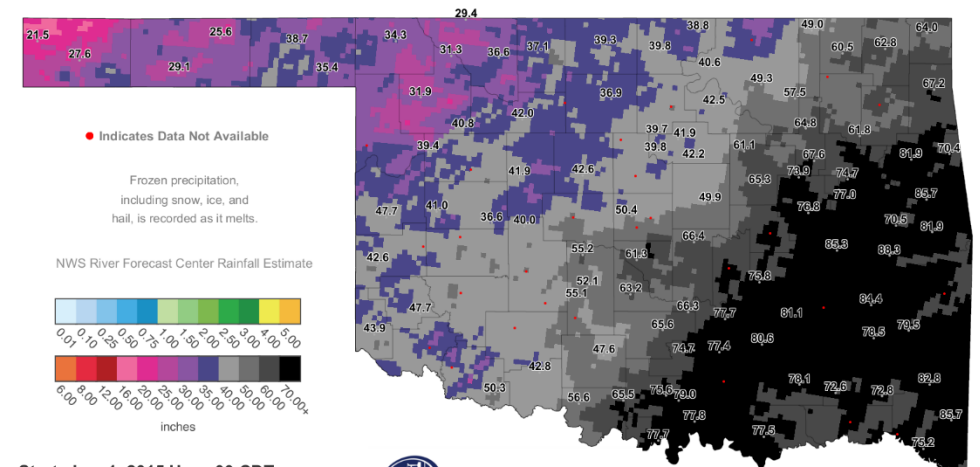 29.4
21.5 25.6 34.3 37.1 39.3 38.8 49.0 64.0
27.6 38.7 31.3 36.6 39.8 60.5 62.8
29.1 35.4 40.6
31.9 36.9 49.3 57.5 67.2
42.0 42.5
40.8 39.7 41.9 64.8 61.8
39.4 39.8 42.2 61.1 67.6 81.9 70.4
41.9 42.6 65.3 73.9 74.7
47.7 41.0 36.6 40.0 50.4 49.9 76.8 77.0 85.7
70.5 81.9
42.6 55.2 61.3 66.4 85.3 88.3
52.1 75.8
47.7 55.1 63.2 66.3 77.7 81.1 84.4
43.9 65.6 80.6 78.5 79.5
47.6 74.7 77.4
42.8 78.1 72.6 72.8 82.8
50.3 56.6 65.5 75.6 79.0
77.8 85.7
77.7 77.5 75.2
Indicates Data Not Available
Frozen precipitation,
including snow, ice, and
hail, is recorded as it melts.
NWS River Forecast Center Rainfall Estimate
0.01 0.10 0.25 0.50 0.75 1.00 1.50 2.00 2.50 3.00 4.00 5.00
6.00 8.00 12.00 16.00 20.00 25.00 30.00 35.00 40.00 50.00 60.00 70.00+
inches